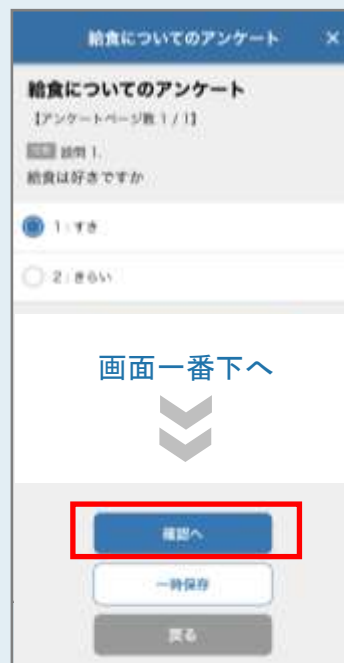 給食についてのアンケート ×
給食についてのアンケート
【アンケートページ数 1 / 1】
設問 1.
給食は好きですか
1：すき
2：きらい
画面一番下へ
確認へ
一時保存
戻る